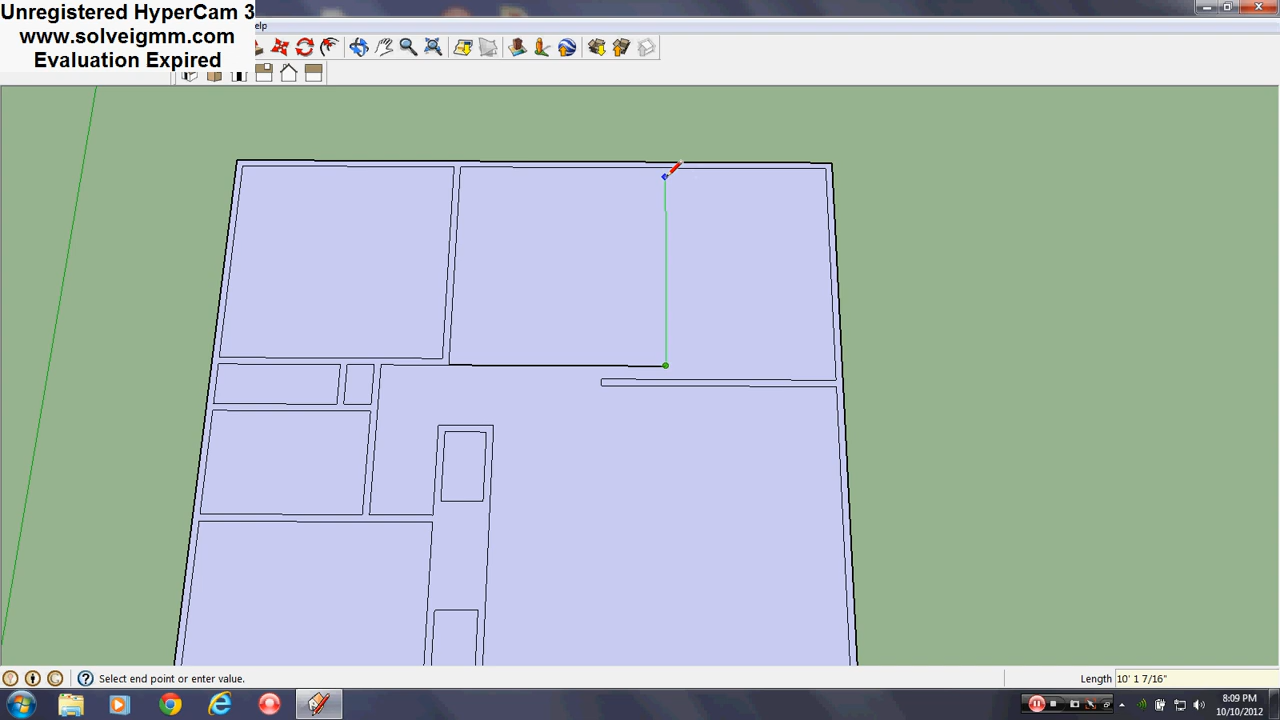 Unregistered HyperCam 3
www.solveigmm.com
Evaluation Expired
elp
Select end point or enter value.
Length 10' 1 7/16"
8:09 PM
10/10/2012